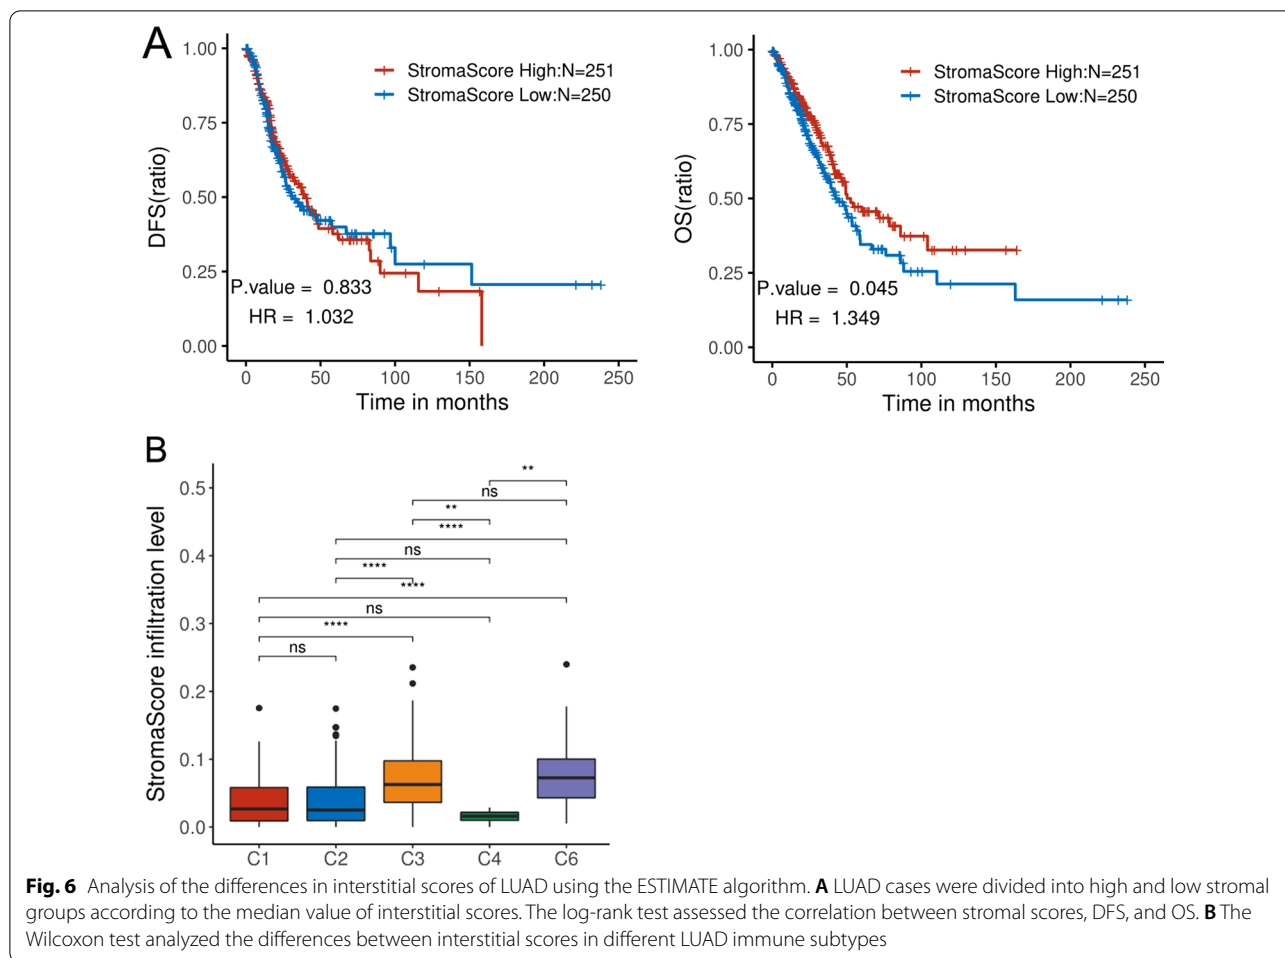 A
1.00
0.75
0.50
0.25
0.00
DFS(ratio)
StromaScore High:N=251
StromaScore Low:N=250
P.value = 0.833
HR = 1.032
0 50 100 150 200 250
Time in months
1.00
0.75
0.50
0.25
0.00
OS(ratio)
StromaScore High:N=251
StromaScore Low:N=250
P.value = 0.045
HR = 1.349
0 50 100 150 200 250
Time in months
B
StromaScore infiltration level
0.5
0.4
0.3
0.2
0.1
0.0
**
ns
**
****
ns
****
****
ns
****
ns
C1 C2 C3 C4 C6
Fig. 6 Analysis of the differences in interstitial scores of LUAD using the ESTIMATE algorithm. A LUAD cases were divided into high and low stromal
groups according to the median value of interstitial scores. The log-rank test assessed the correlation between stromal scores, DFS, and OS. B The
Wilcoxon test analyzed the differences between interstitial scores in different LUAD immune subtypes